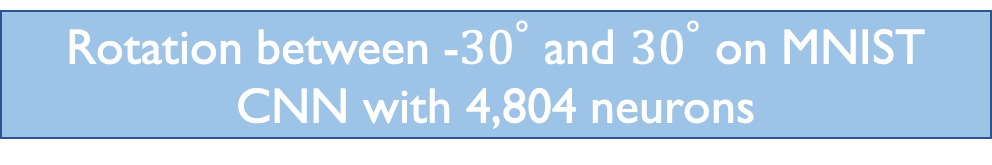 Rotation between -30° and 30° on MNIST
CNN with 4,804 neurons